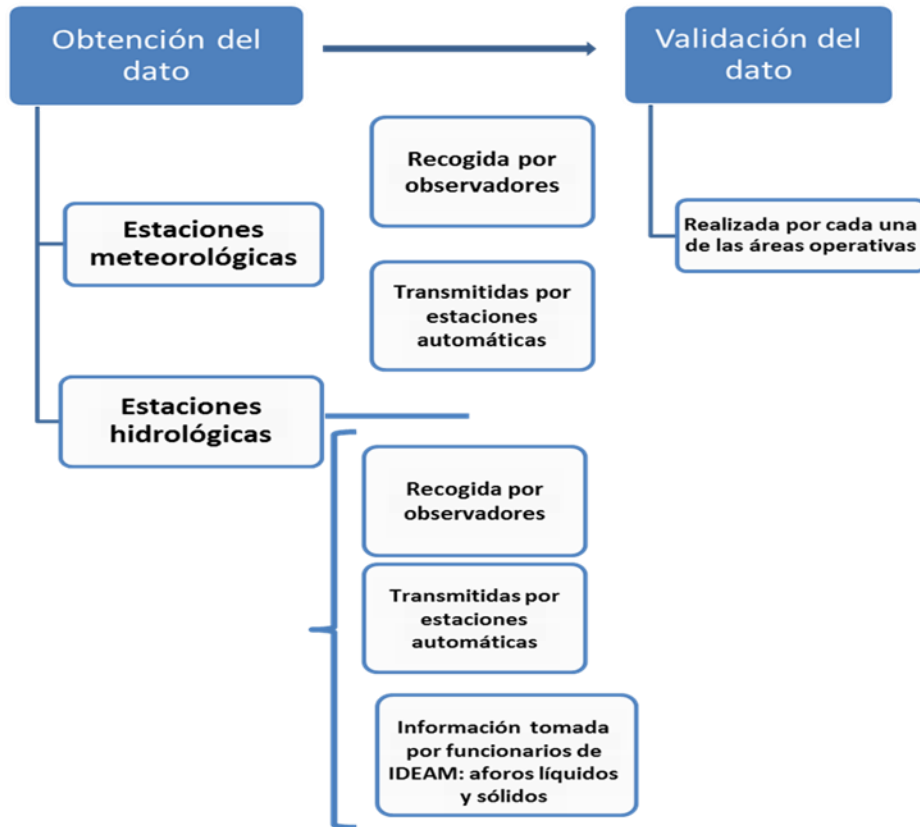 Obtención del
dato
Validación del
dato
Recogida por
observadores
Estaciones
meteorológicas
Realizada por cada una
de las áreas operativas
Transmitidas por
estaciones
automáticas
Estaciones
hidrológicas
Recogida por
observadores
Transmitidas por
estaciones
automáticas
Información tomada
por funcionarios de
IDEAM: aforos líquidos
y sólidos